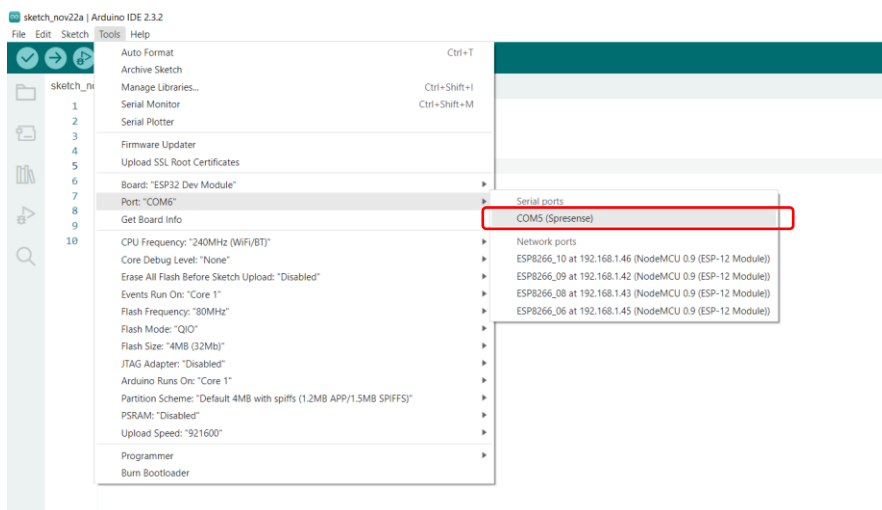 sketch_nov22a | Arduino IDE 2.3.2
File Edit Sketch Tools Help
Auto Format Ctrl+T
Archive Sketch
Manage Libraries... Ctrl+Shift+I
Serial Monitor Ctrl+Shift+M
Serial Plotter
Firmware Updater
Upload SSL Root Certificates
Board: "ESP32 Dev Module"
Port: "COM6"
Get Board Info
CPU Frequency: "240MHz (WiFi/BT)"
Core Debug Level: "None"
Erase All Flash Before Sketch Upload: "Disabled"
Events Run On: "Core 1"
Flash Frequency: "80MHz"
Flash Mode: "QIO"
Flash Size: "4MB (32Mb)"
JTAG Adapter: "Disabled"
Arduino Runs On: "Core 1"
Partition Scheme: "Default 4MB with spiffs (1.2MB APP/1.5MB SPIFFS)"
PSRAM: "Disabled"
Upload Speed: "921600"
Programmer
Burn Bootloader
Serial ports
COM5 (Spresense)
Network ports
ESP8266_10 at 192.168.1.46 (NodeMCU 0.9 (ESP-12 Module))
ESP8266_09 at 192.168.1.42 (NodeMCU 0.9 (ESP-12 Module))
ESP8266_08 at 192.168.1.43 (NodeMCU 0.9 (ESP-12 Module))
ESP8266_06 at 192.168.1.45 (NodeMCU 0.9 (ESP-12 Module))
sketch_no
1
2
3
4
5
6
7
8
9
10